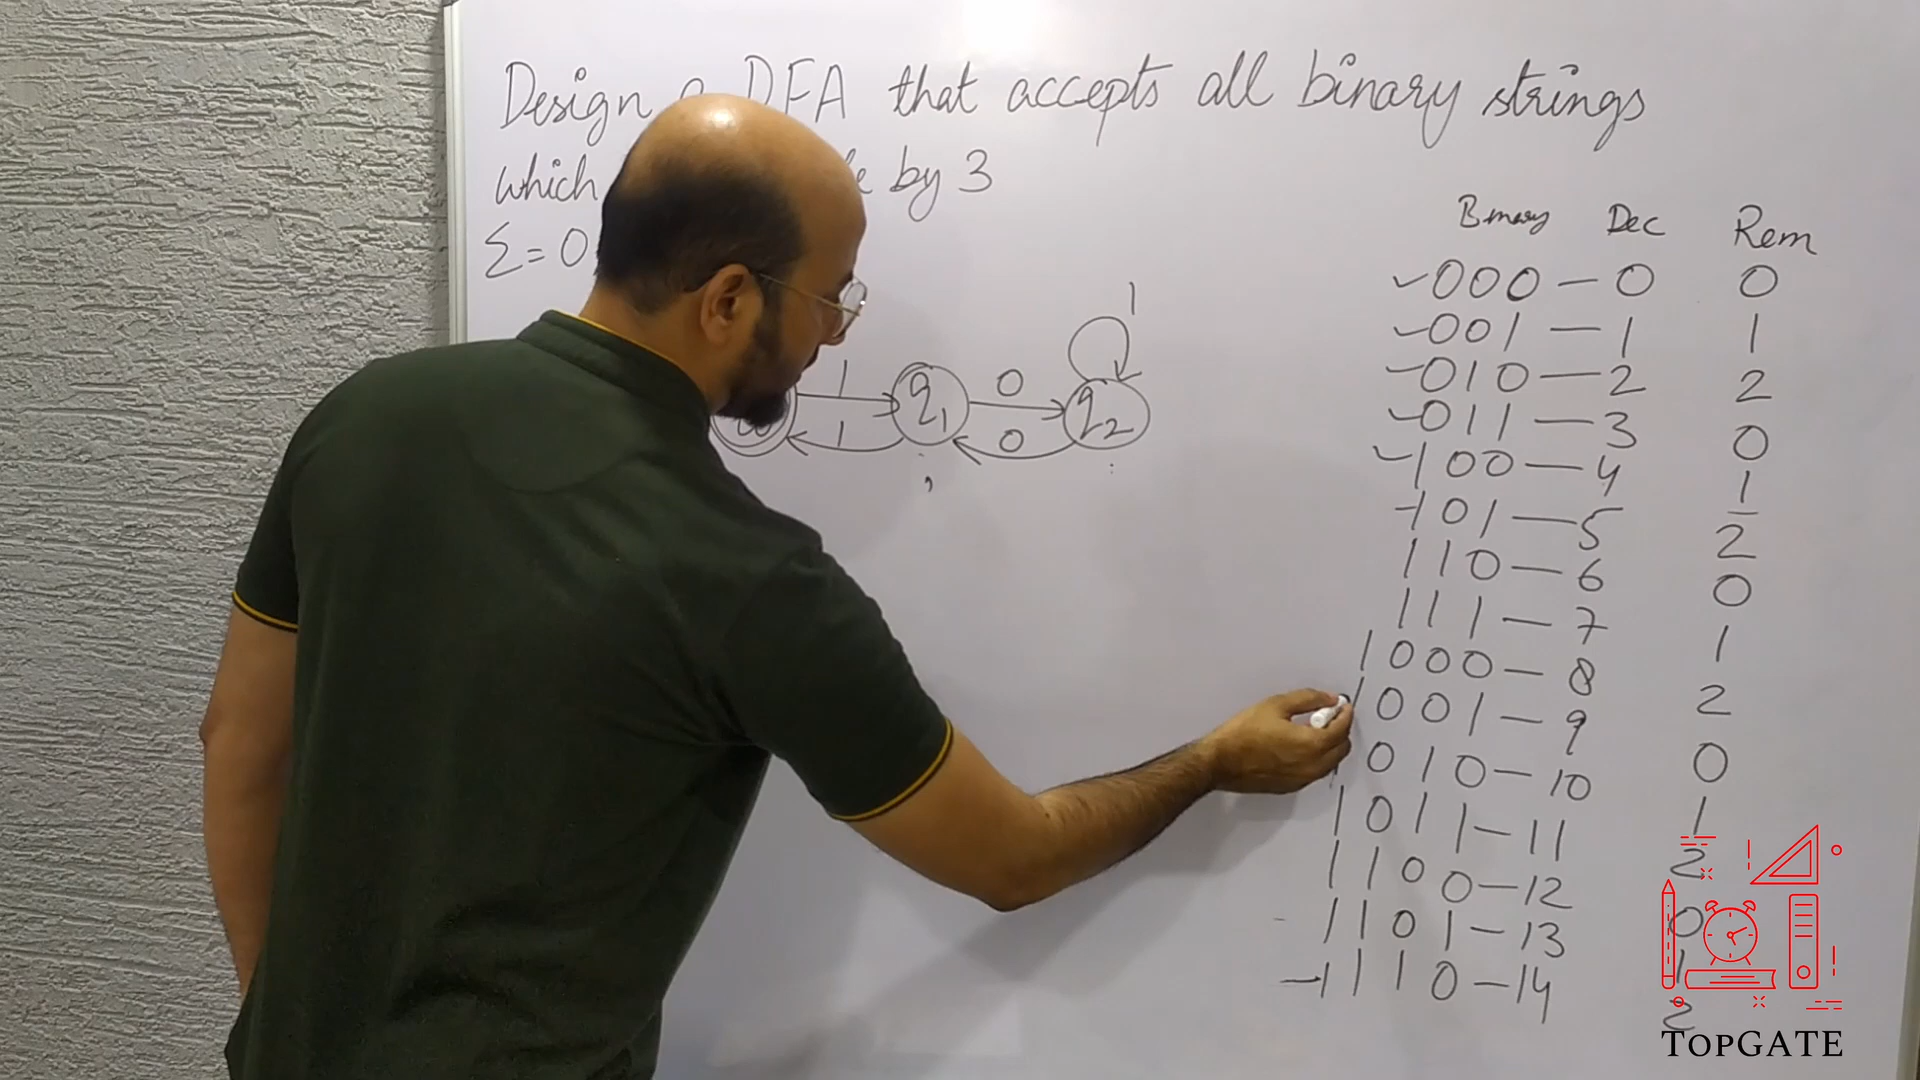 Design a DFA that accepts all binary strings
which by 3
Σ = 0
Binary Dec Rem
000 – 0 0
001 – 1 1
010 – 2 2
011 – 3 0
100 – 4 1
101 – 5 2
110 – 6 0
111 – 7 1
1000 – 8 2
1001 – 9 0
1010 – 10 1
1011 – 11 2
1100 – 12 0
1101 – 13 1
1110 – 14 2
1
1 0
q1 q2
1 0
TOPGATE